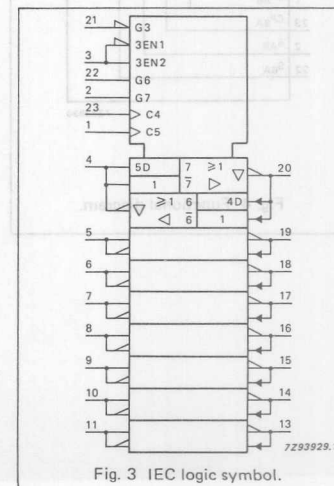 21 G3
3EN1
3 3EN2
22 G6
2 G7
23 C4
1 C5
4 5D 7 ≥1 20
1 7̅
≥1 6 4D
6̅ 1
5 19
6 18
7 17
8 16
9 15
10 14
11 13
7Z93929.
Fig. 3 IEC logic symbol.